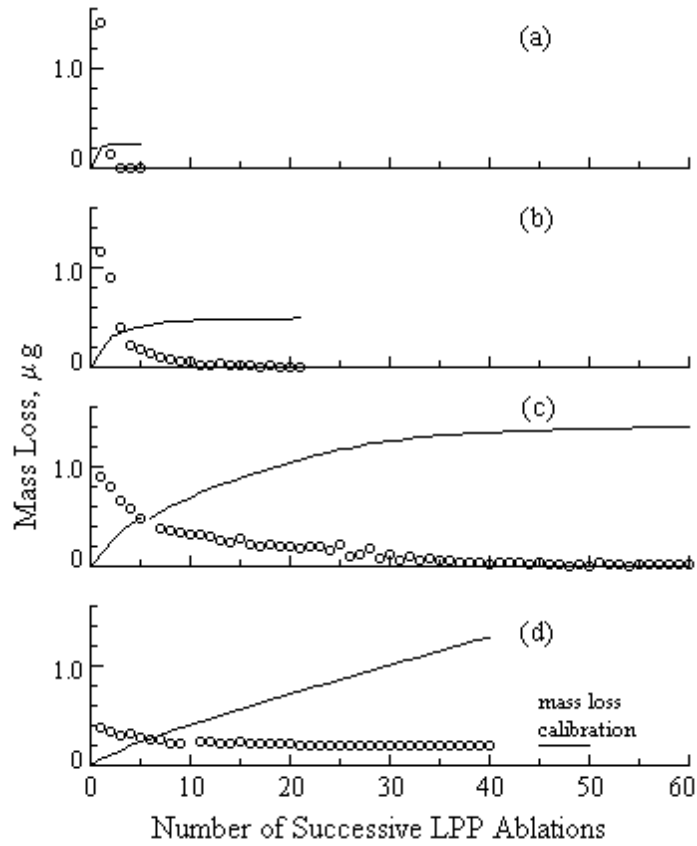 (a)
1.0
0
(b)
1.0
0
(c)
1.0
0
(d)
1.0
0
mass loss
calibration
0 10 20 30 40 50 60
Number of Successive LPP Ablations
Mass Loss, μg